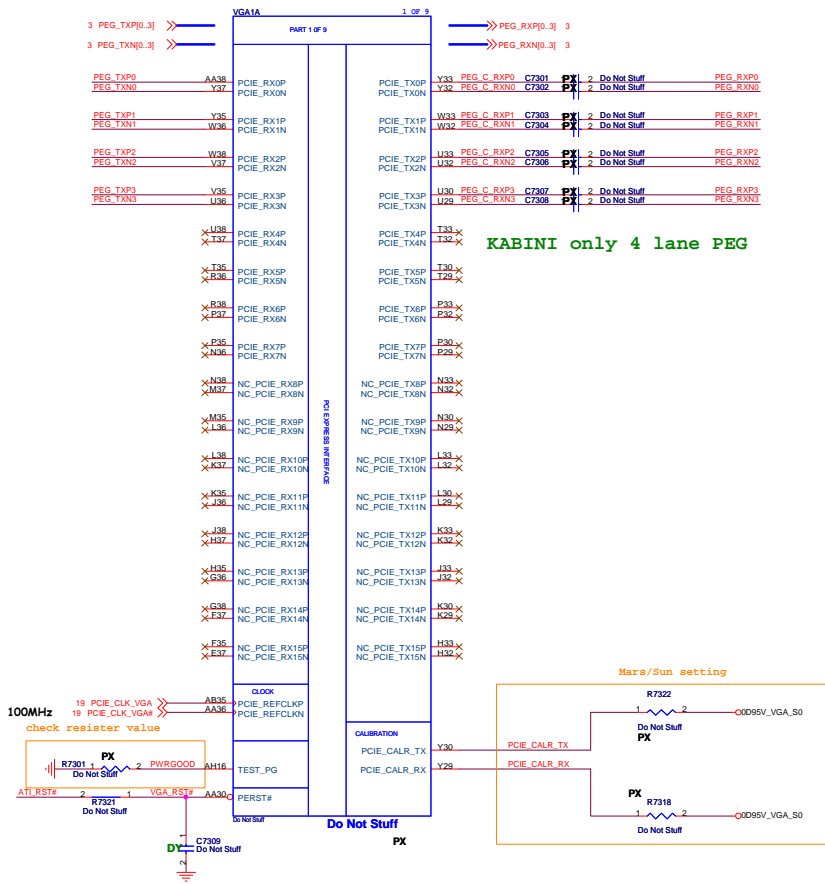 VGA1A 1 OF 9
3 PEG_TXP[0..3] PART 1 0F 9 PEG_RXP[0..3] 3
3 PEG_TXN[0..3] PEG_RXN[0..3] 3
PEG_TXP0 AA38 PCIE_RX0P PCIE_TX0P Y33 PEG_C_RXP0 C7301 1 PX 2 Do Not Stuff PEG_RXP0
PEG_TXN0 Y37 PCIE_RX0N PCIE_TX0N Y32 PEG_C_RXN0 C7302 1 PX 2 Do Not Stuff PEG_RXN0
PEG_TXP1 Y35 PCIE_RX1P PCIE_TX1P W33 PEG_C_RXP1 C7303 1 PX 2 Do Not Stuff PEG_RXP1
PEG_TXN1 W36 PCIE_RX1N PCIE_TX1N W32 PEG_C_RXN1 C7304 1 PX 2 Do Not Stuff PEG_RXN1
PEG_TXP2 W38 PCIE_RX2P PCIE_TX2P U33 PEG_C_RXP2 C7305 1 PX 2 Do Not Stuff PEG_RXP2
PEG_TXN2 V37 PCIE_RX2N PCIE_TX2N U32 PEG_C_RXN2 C7306 1 PX 2 Do Not Stuff PEG_RXN2
PEG_TXP3 V35 PCIE_RX3P PCIE_TX3P U30 PEG_C_RXP3 C7307 1 PX 2 Do Not Stuff PEG_RXP3
PEG_TXN3 U36 PCIE_RX3N PCIE_TX3N U29 PEG_C_RXN3 C7308 1 PX 2 Do Not Stuff PEG_RXN3
U38 PCIE_RX4P PCIE_TX4P T33
T37 PCIE_RX4N PCIE_TX4N T32
KABINI only 4 lane PEG
T35 PCIE_RX5P PCIE_TX5P T30
R36 PCIE_RX5N PCIE_TX5N T29
R38 PCIE_RX6P PCIE_TX6P P33
P37 PCIE_RX6N PCIE_TX6N P32
P35 PCIE_RX7P PCIE_TX7P P30
N36 PCIE_RX7N PCIE_TX7N P29
N38 NC_PCIE_RX8P NC_PCIE_TX8P N33
M37 NC_PCIE_RX8N NC_PCIE_TX8N N32
M35 NC_PCIE_RX9P NC_PCIE_TX9P N30
L36 NC_PCIE_RX9N NC_PCIE_TX9N N29
PCI EXPRESS INTERFACE
L38 NC_PCIE_RX10P NC_PCIE_TX10P L33
K37 NC_PCIE_RX10N NC_PCIE_TX10N L32
K35 NC_PCIE_RX11P NC_PCIE_TX11P L30
J36 NC_PCIE_RX11N NC_PCIE_TX11N L29
J38 NC_PCIE_RX12P NC_PCIE_TX12P K33
H37 NC_PCIE_RX12N NC_PCIE_TX12N K32
H35 NC_PCIE_RX13P NC_PCIE_TX13P J33
G36 NC_PCIE_RX13N NC_PCIE_TX13N J32
G38 NC_PCIE_RX14P NC_PCIE_TX14P K30
F37 NC_PCIE_RX14N NC_PCIE_TX14N K29
F35 NC_PCIE_RX15P NC_PCIE_TX15P H33
E37 NC_PCIE_RX15N NC_PCIE_TX15N H32
Mars/Sun setting
CLOCK
19 PCIE_CLK_VGA AB35 PCIE_REFCLKP
19 PCIE_CLK_VGA# AA36 PCIE_REFCLKN
100MHz
check resister value
R7322
1 2 0D95V_VGA_S0
Do Not Stuff
PX
CALIBRATION
PCIE_CALR_TX Y30 PCIE_CALR_TX
PCIE_CALR_RX Y29 PCIE_CALR_RX
PX
R7301 1 2 PWRGOOD AH16 TEST_PG
Do Not Stuff
PX
R7318
1 2 0D95V_VGA_S0
Do Not Stuff
ATI_RST# 2 1 VGA_RST# AA30 PERST#
R7321
Do Not Stuff
Do Not Stuff
Do Not Stuff
PX
1
DY C7309
Do Not Stuff
2